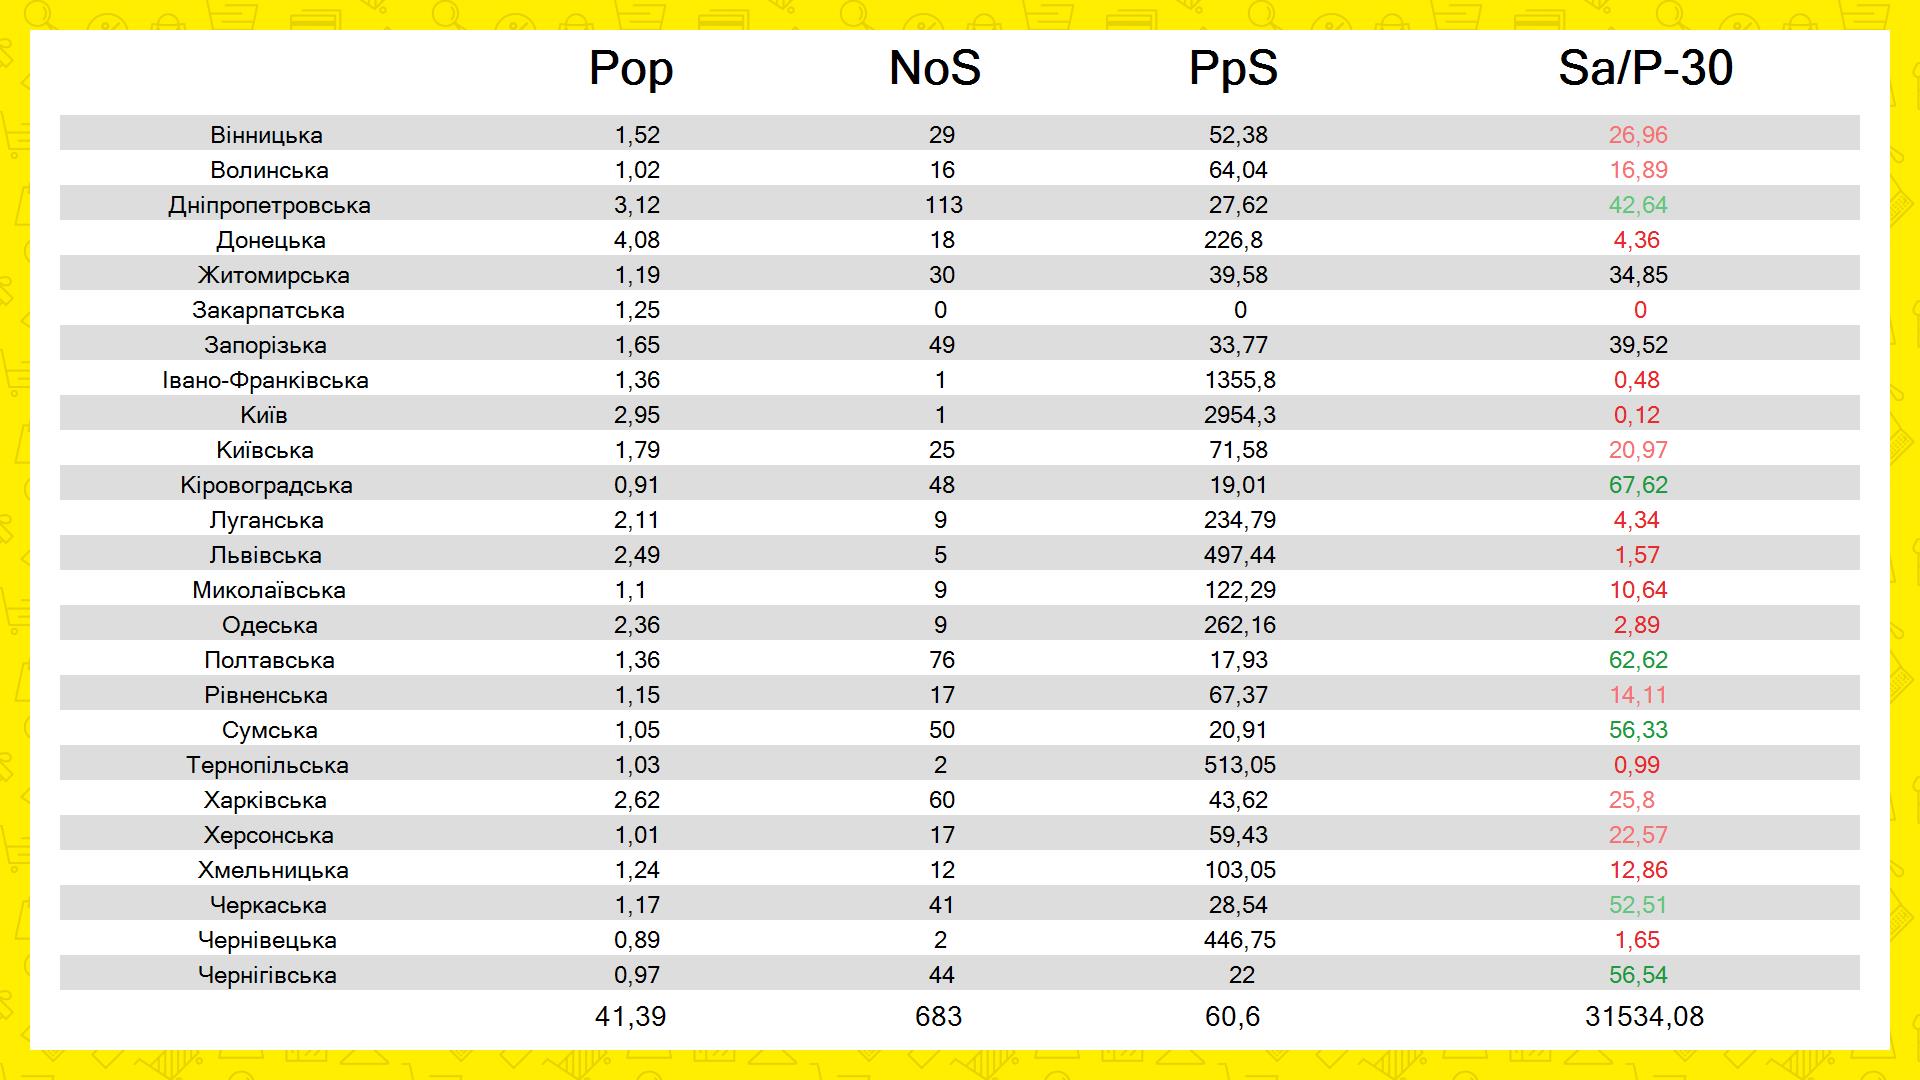 Pop NoS PpS Sa/P-30
Вінницька 1,52 29 52,38 26,96
Волинська 1,02 16 64,04 16,89
Дніпропетровська 3,12 113 27,62 42,64
Донецька 4,08 18 226,8 4,36
Житомирська 1,19 30 39,58 34,85
Закарпатська 1,25 0 0 0
Запорізька 1,65 49 33,77 39,52
Івано-Франківська 1,36 1 1355,8 0,48
Київ 2,95 1 2954,3 0,12
Київська 1,79 25 71,58 20,97
Кіровоградська 0,91 48 19,01 67,62
Луганська 2,11 9 234,79 4,34
Львівська 2,49 5 497,44 1,57
Миколаївська 1,1 9 122,29 10,64
Одеська 2,36 9 262,16 2,89
Полтавська 1,36 76 17,93 62,62
Рівненська 1,15 17 67,37 14,11
Сумська 1,05 50 20,91 56,33
Тернопільська 1,03 2 513,05 0,99
Харківська 2,62 60 43,62 25,8
Херсонська 1,01 17 59,43 22,57
Хмельницька 1,24 12 103,05 12,86
Черкаська 1,17 41 28,54 52,51
Чернівецька 0,89 2 446,75 1,65
Чернігівська 0,97 44 22 56,54
41,39 683 60,6 31534,08